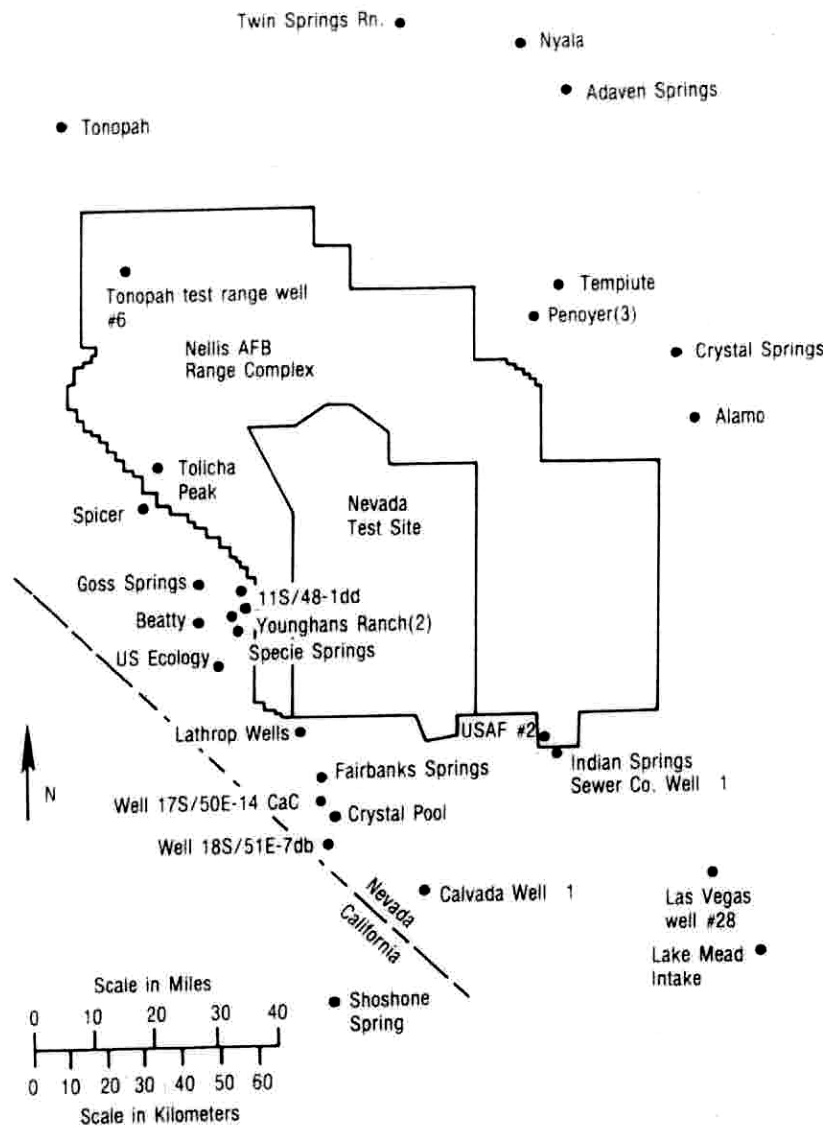 Twin Springs Rn.
Nyala
Adaven Springs
Tonopah
Tonopah test range well
#6
Tempiute
Penoyer(3)
Nellis AFB
Range Complex
Crystal Springs
Alamo
Tolicha
Peak
Spicer
Nevada
Test Site
Goss Springs
11S/48-1dd
Beatty
Younghans Ranch(2)
Specie Springs
US Ecology
Lathrop Wells
USAF #2
Indian Springs
Sewer Co. Well 1
Fairbanks Springs
N
Well 17S/50E-14 CaC
Crystal Pool
Well 18S/51E-7db
Nevada
California
Calvada Well 1
Las Vegas
well #28
Lake Mead
Intake
Shoshone
Spring
Scale in Miles
0 10 20 30 40
0 10 20 30 40 50 60
Scale in Kilometers